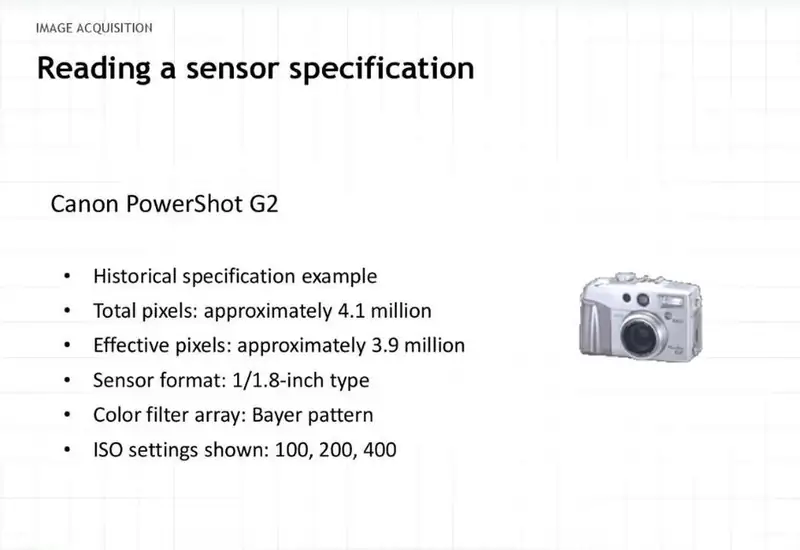 IMAGE ACQUISITION
Reading a sensor specification
Canon PowerShot G2
• Historical specification example
• Total pixels: approximately 4.1 million
• Effective pixels: approximately 3.9 million
• Sensor format: 1/1.8-inch type
• Color filter array: Bayer pattern
• ISO settings shown: 100, 200, 400